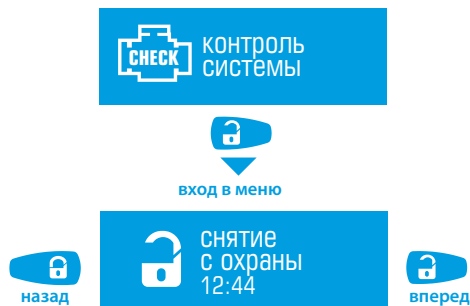 CHECK
контроль
системы
вход в меню
снятие
с охраны
12:44
назад
вперед